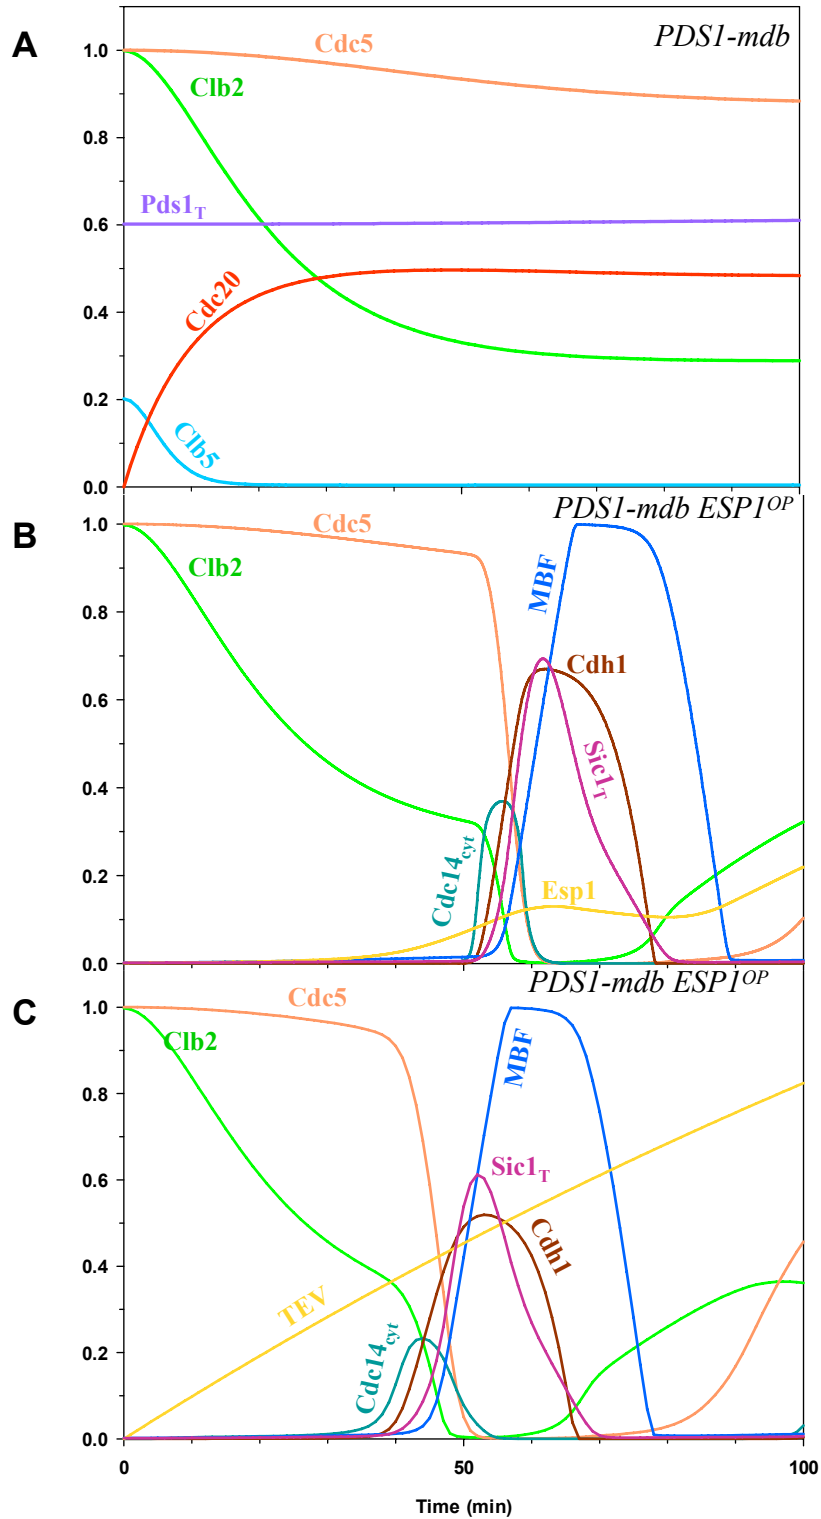 A
PDS1-mdb
1.0
0.8
0.6
0.4
0.2
0.0
Cdc5
Clb2
Pds1T
Cdc20
Clb5
B
PDS1-mdb ESP1OP
1.0
0.8
0.6
0.4
0.2
0.0
Cdc5
Clb2
MBF
Cdh1
Sic1T
Cdc14cyt
Esp1
C
PDS1-mdb ESP1OP
1.0
0.8
0.6
0.4
0.2
0.0
Cdc5
Clb2
MBF
Sic1T
Cdh1
TEV
Cdc14cyt
0 50 100
Time (min)